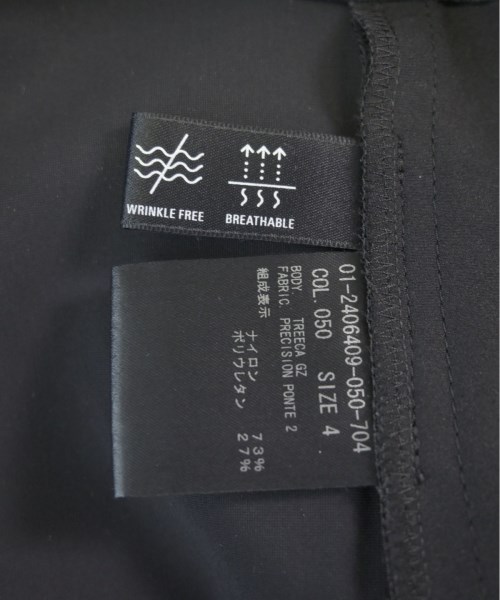 WRINKLE FREE
BREATHABLE
01-2406409-050-704
COL. 050 SIZE 4
BODY. TREECA GZ
FABRIC. PRECISION PONTE 2
組成表示
ナイロン 73%
ポリウレタン 27%